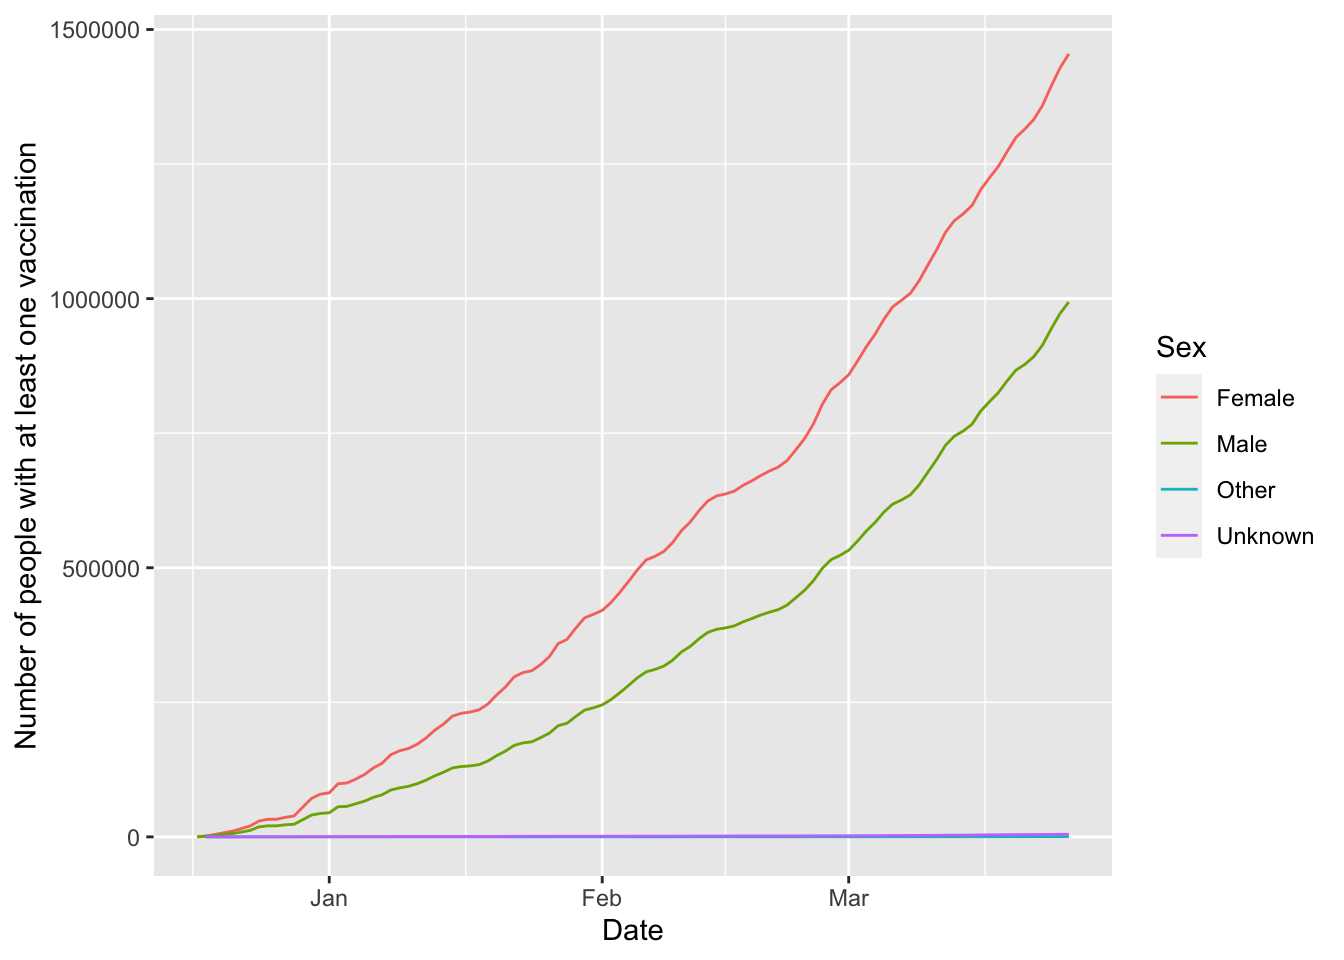 Number of people with at least one vaccination
1500000
1000000
500000
0
Jan
Feb
Mar
Date
Sex
Female
Male
Other
Unknown